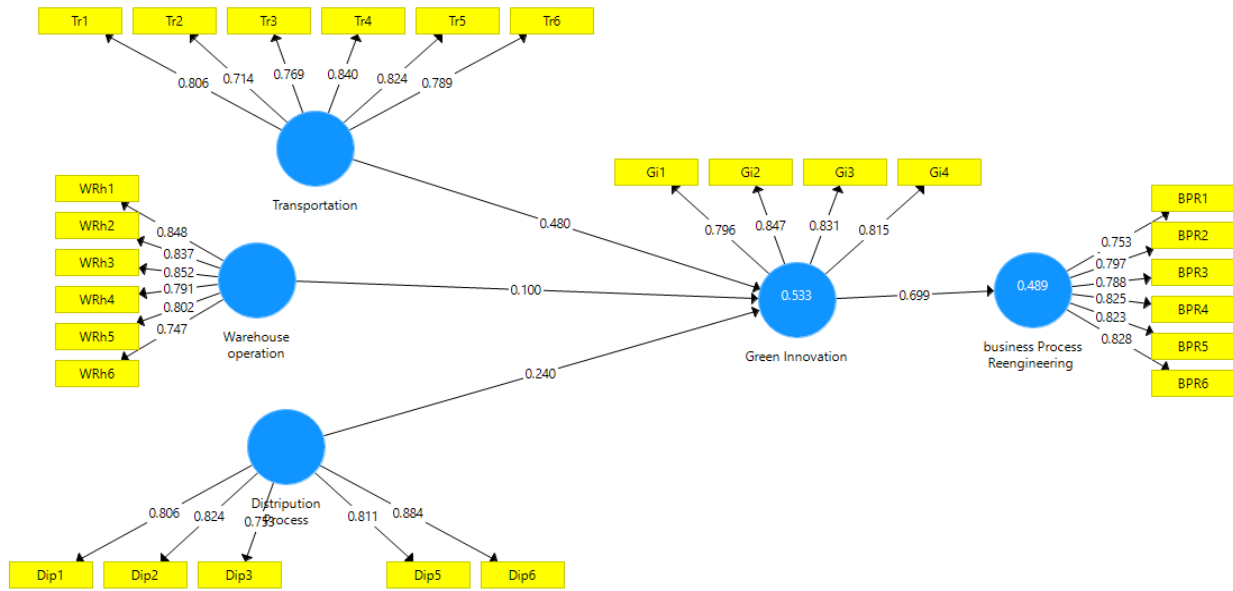 Tr1 Tr2 Tr3 Tr4 Tr5 Tr6
0.806 0.714 0.769 0.840 0.824 0.789
Transportation
WRh1
WRh2
WRh3
WRh4
WRh5
WRh6
0.848
0.837
0.852
0.791
0.802
0.747
Warehouse
operation
0.480
0.100
0.240
Gi1 Gi2 Gi3 Gi4
0.796 0.847 0.831 0.815
0.533
Green Innovation
0.699
0.489
business Process
Reengineering
0.753
0.797
0.788
0.825
0.823
0.828
BPR1
BPR2
BPR3
BPR4
BPR5
BPR6
Distripution
Process
0.806 0.824 0.753 0.811 0.884
Dip1 Dip2 Dip3 Dip5 Dip6